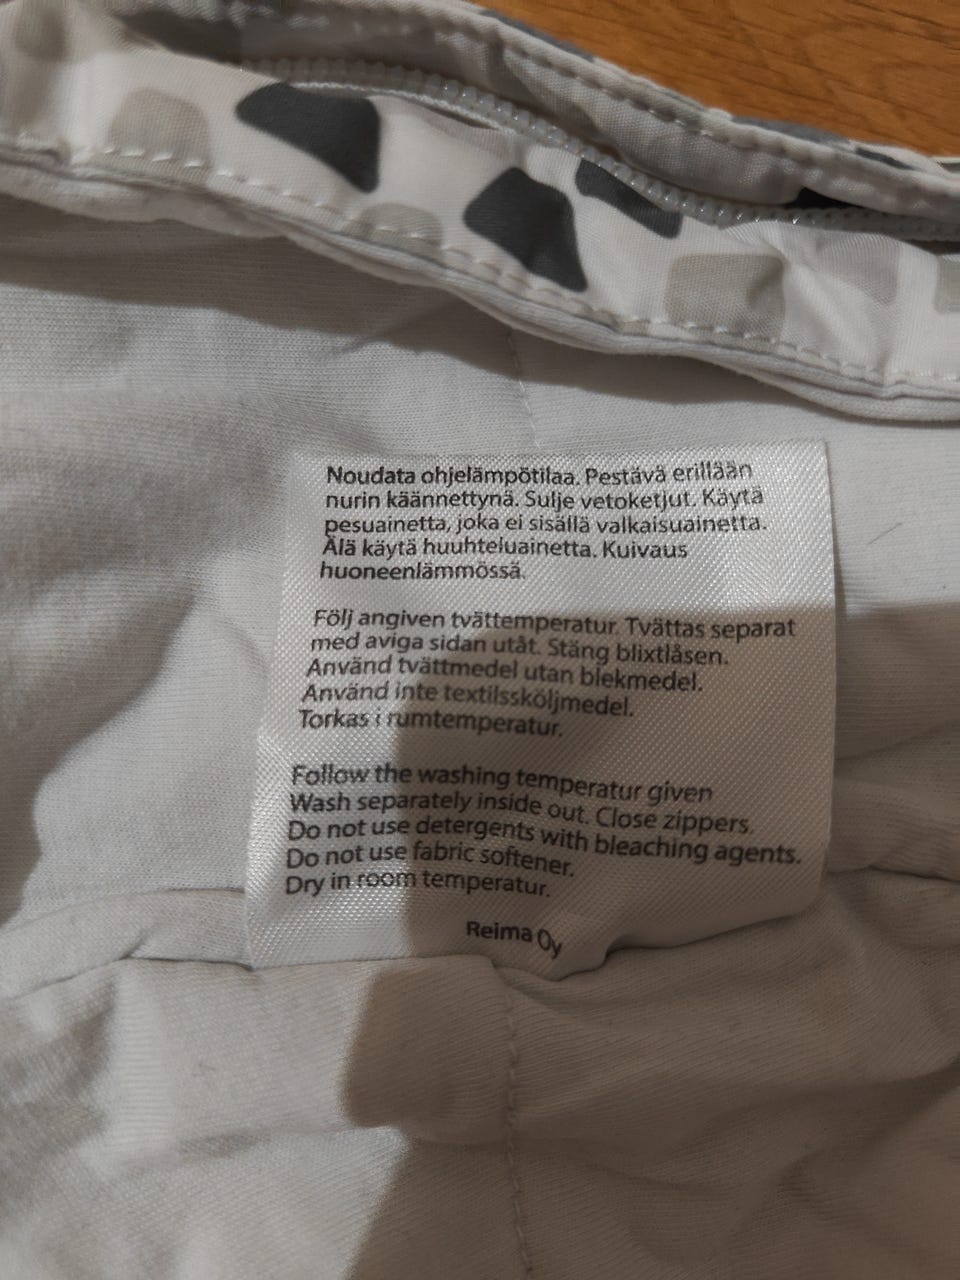 Noudata ohjelämpötilaa. Pestävä erillään
nurin käännettynä. Sulje vetoketjut. Käytä
pesuainetta, joka ei sisällä valkaisuainetta.
Älä käytä huuhteluainetta. Kuivaus
huoneenlämmössä.
Följ angiven tvättemperatur. Tvättas separat
med aviga sidan utåt. Stäng blixtlåsen.
Använd tvättmedel utan blekmedel.
Använd inte textilssköljmedel.
Torkas i rumtemperatur.
Follow the washing temperatur given
Wash separately inside out. Close zippers.
Do not use detergents with bleaching agents.
Do not use fabric softener.
Dry in room temperatur.
Reima Oy